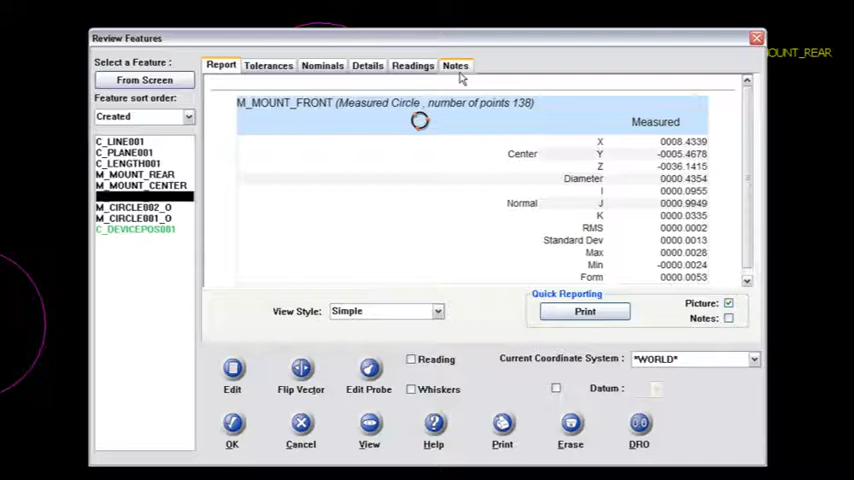 Review Features
Select a Feature :
From Screen
Feature sort order:
Created
C_LINE001
C_PLANE001
C_LENGTH001
M_MOUNT_REAR
M_MOUNT_CENTER
M_CIRCLE002_O
M_CIRCLE001_O
C_DEVICEPOS001
Report Tolerances Nominals Details Readings Notes
M_MOUNT_FRONT (Measured Circle , number of points 138)
Measured
X 0008.4339
Center Y -0005.4678
Z -0036.1415
Diameter 0000.4354
I 0000.0955
Normal J 0000.9949
K 0000.0335
RMS 0000.0002
Standard Dev 0000.0013
Max 0000.0028
Min -0000.0024
Form 0000.0053
View Style: Simple
Quick Reporting
Print
Picture:
Notes:
Edit Flip Vector Edit Probe
Reading
Whiskers
Current Coordinate System : *WORLD*
Datum :
OK Cancel View Help Print Erase DRO
OUNT_REAR